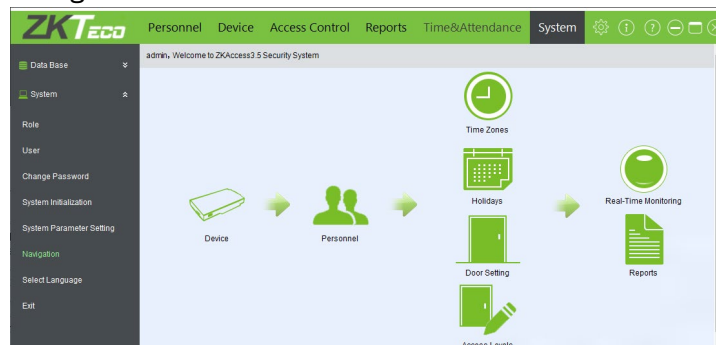 ZKTECO
Personnel Device Access Control Reports Time&Attendance System
Data Base
admin, Welcome to ZKAccess3.5 Security System
System
Role
User
Change Password
System Initialization
System Parameter Setting
Navigation
Select Language
Exit
Device
Personnel
Time Zones
Holidays
Door Setting
Access Levels
Real-Time Monitoring
Reports